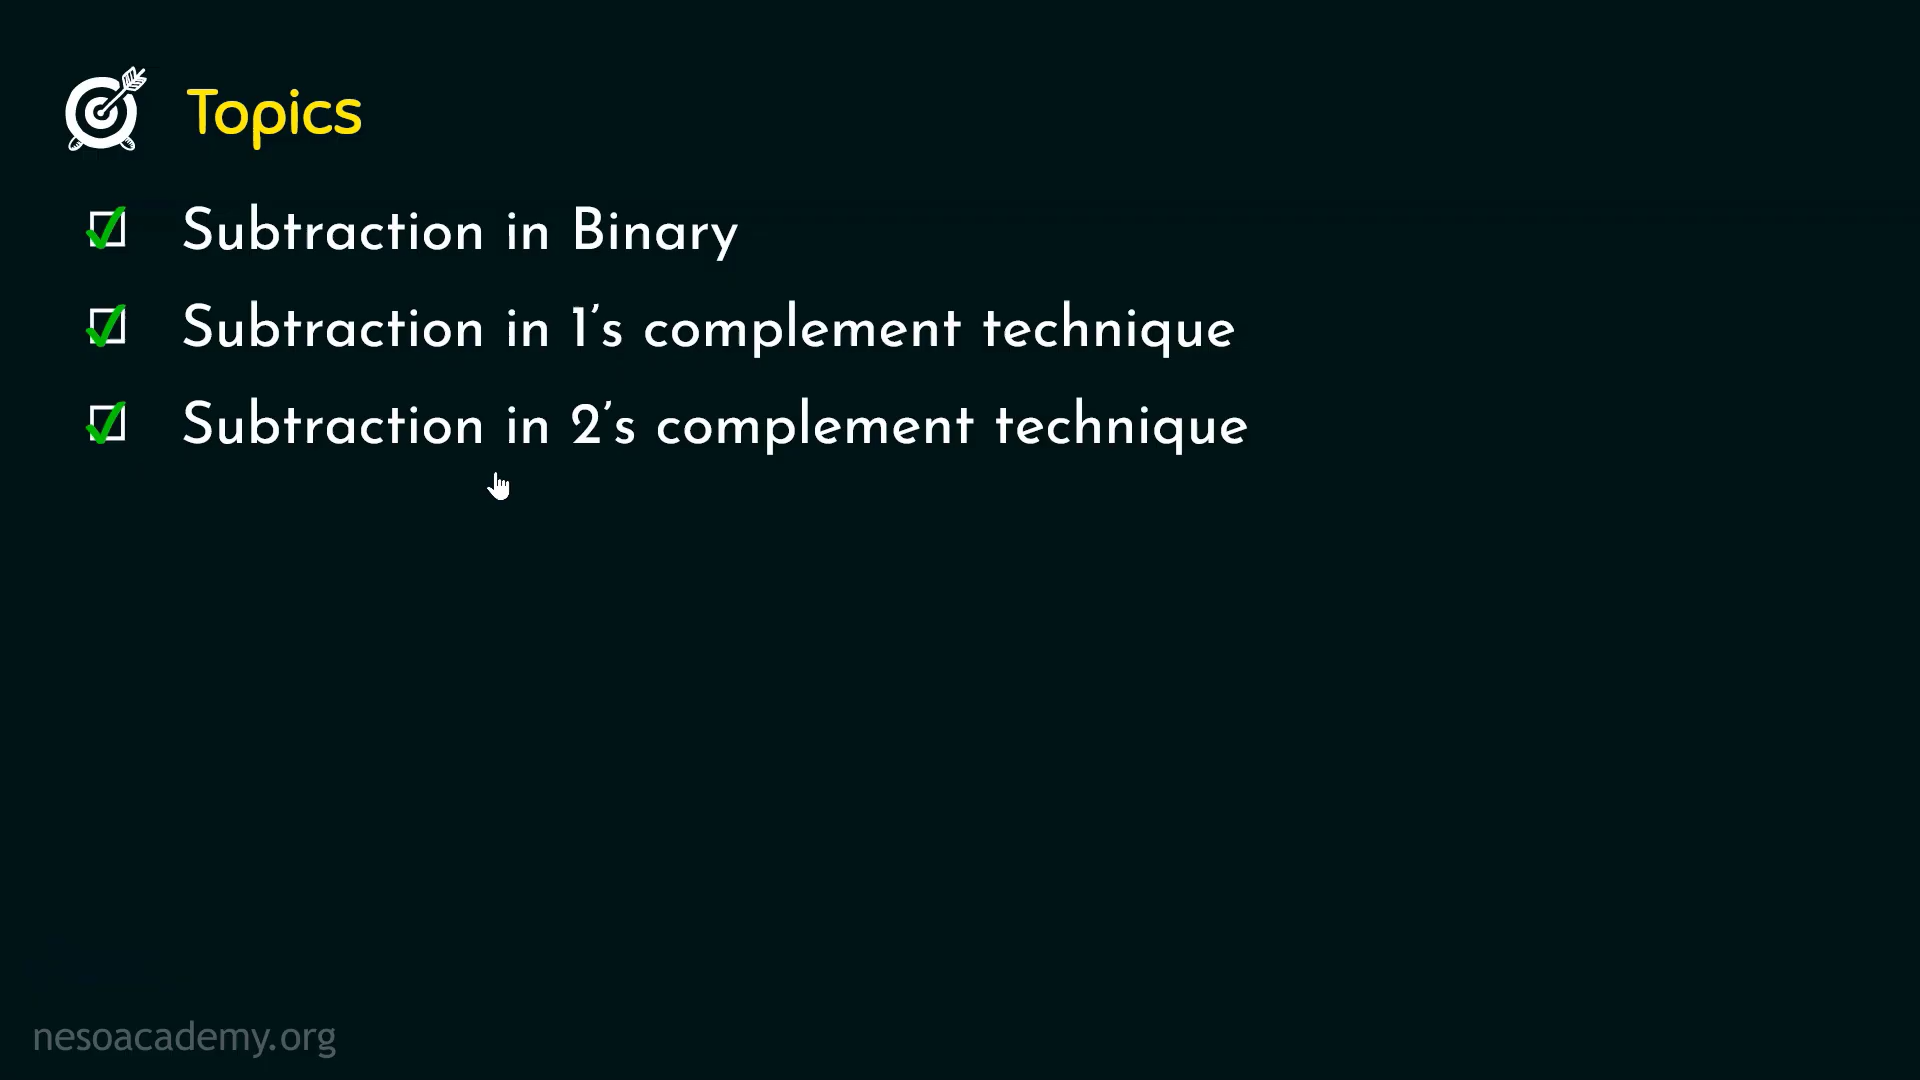 Topics
Subtraction in Binary
Subtraction in 1’s complement technique
Subtraction in 2’s complement technique
nesoacademy.org